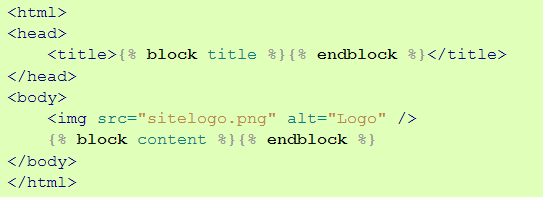 <html>
<head>
    <title>{% block title %}{% endblock %}</title>
</head>
<body>
    <img src="sitelogo.png" alt="Logo" />
    {% block content %}{% endblock %}
</body>
</html>